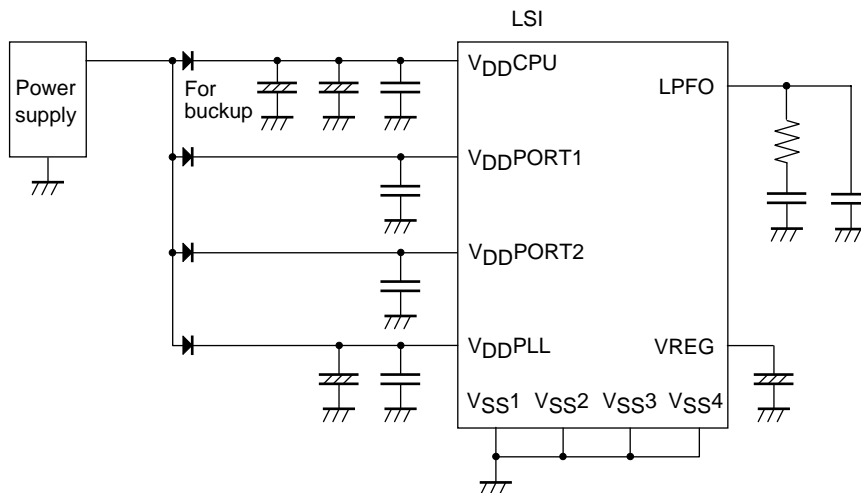 LSI
Power
supply
For
buckup
VDDCPU
LPFO
VDDPORT1
VDDPORT2
VDDPLL
VREG
VSS1 VSS2 VSS3 VSS4